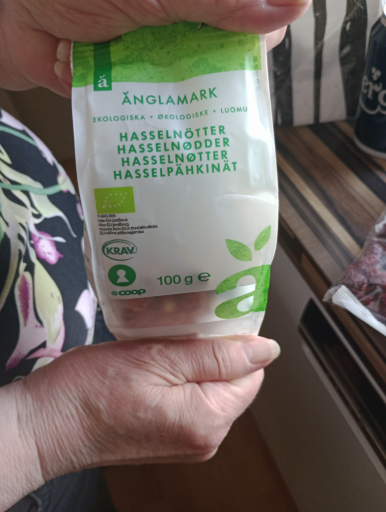 ä
ÄNGLAMARK
EKOLOGISKA • ØKOLOGISKE • LUOMU
HASSELNÖTTER
HASSELNØDDER
HASSELNØTTER
HASSELPÄHKINÄT
KRAV
coop
100 g e
ä